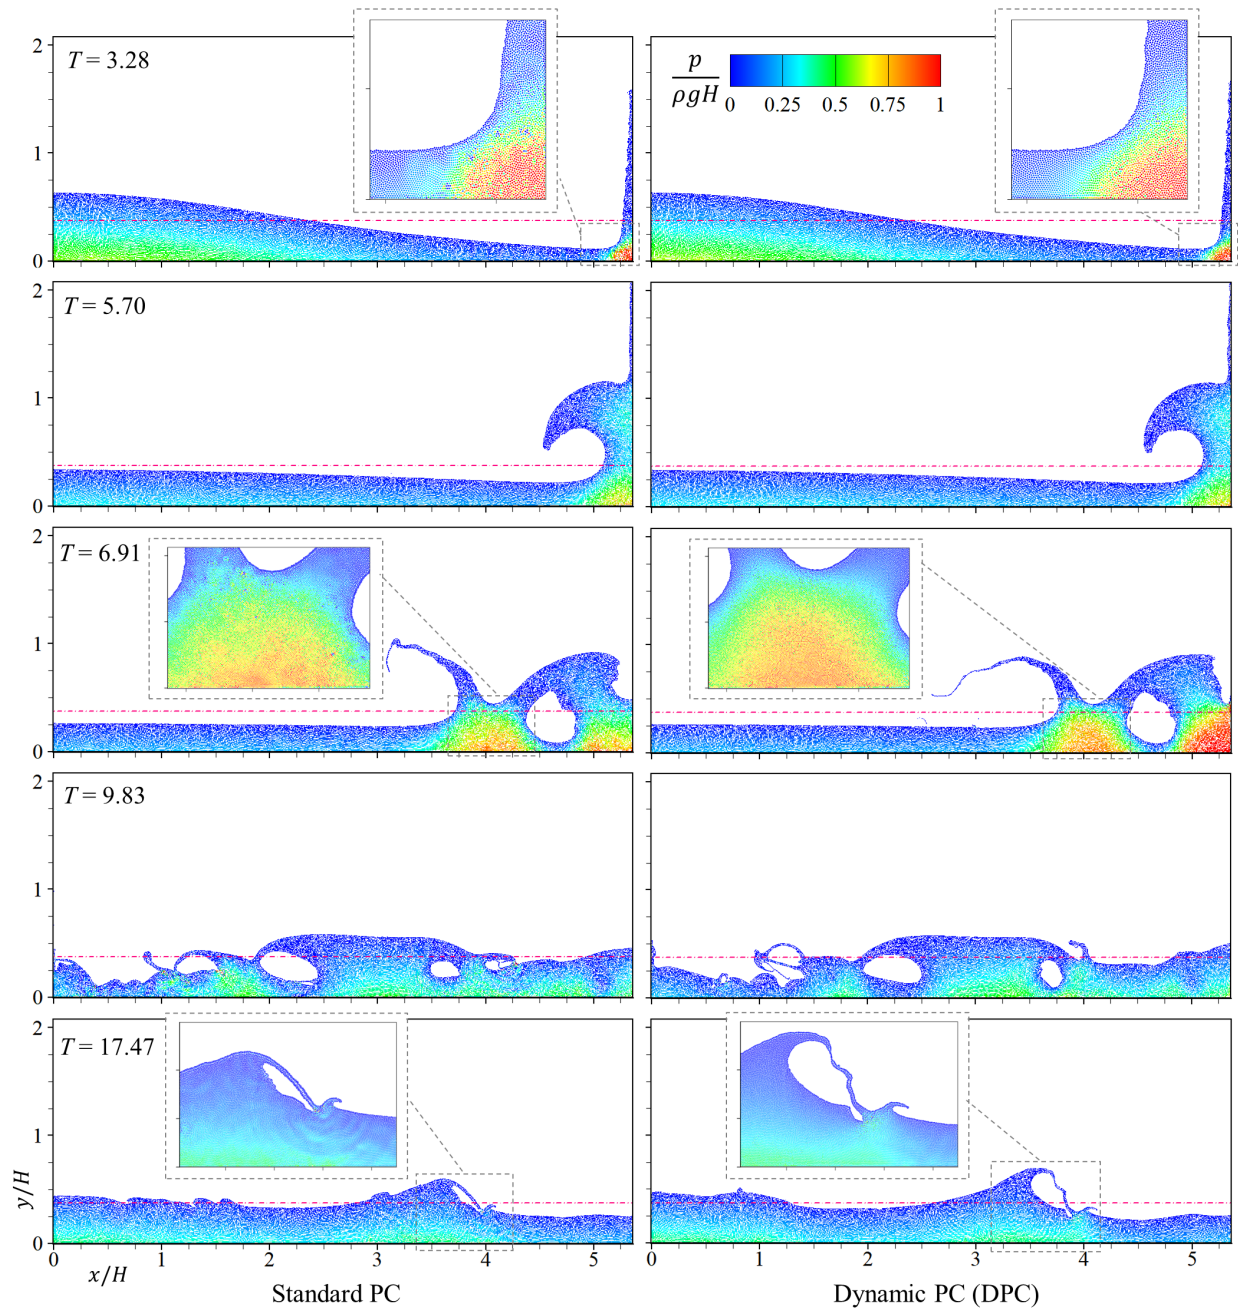 T = 3.28
p
ρgH
0 0.25 0.5 0.75 1
2
1
0
T = 5.70
2
1
0
T = 6.91
2
1
0
T = 9.83
2
1
0
T = 17.47
2
1
0
y/H
0 1 2 3 4 5
0 1 2 3 4 5
x/H
Standard PC
Dynamic PC (DPC)